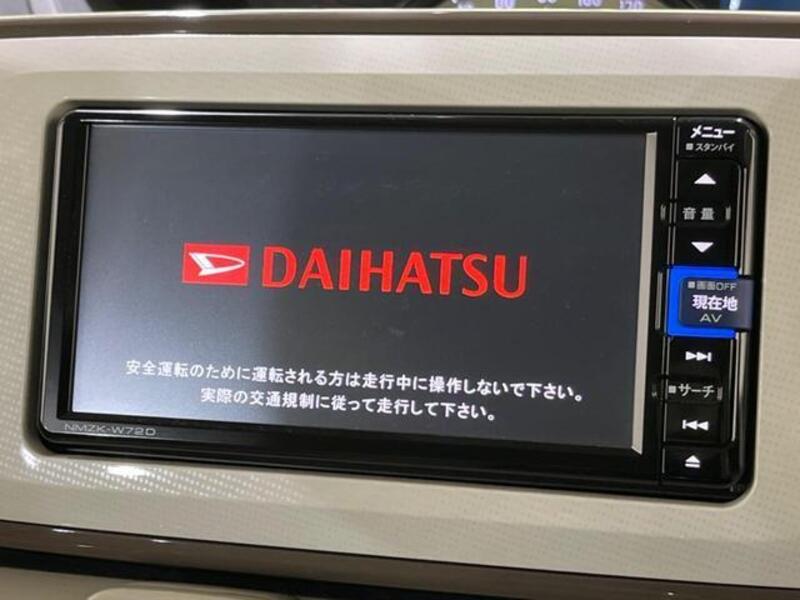 80 100 120
メニュー
スタンバイ
音量
DAIHATSU
画面OFF
現在地
AV
安全運転のために運転される方は走行中に操作しないで下さい。
実際の交通規制に従って走行して下さい。
サーチ
NMZK-W72D